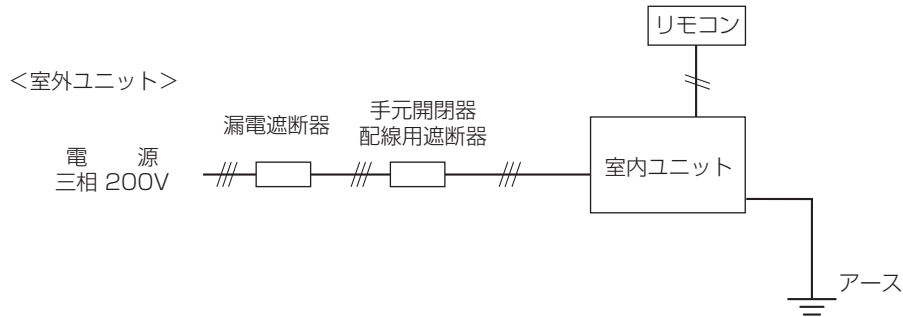 リモコン
<室外ユニット>
漏電遮断器
手元開閉器
配線用遮断器
電　源
三相 200V
室内ユニット
アース